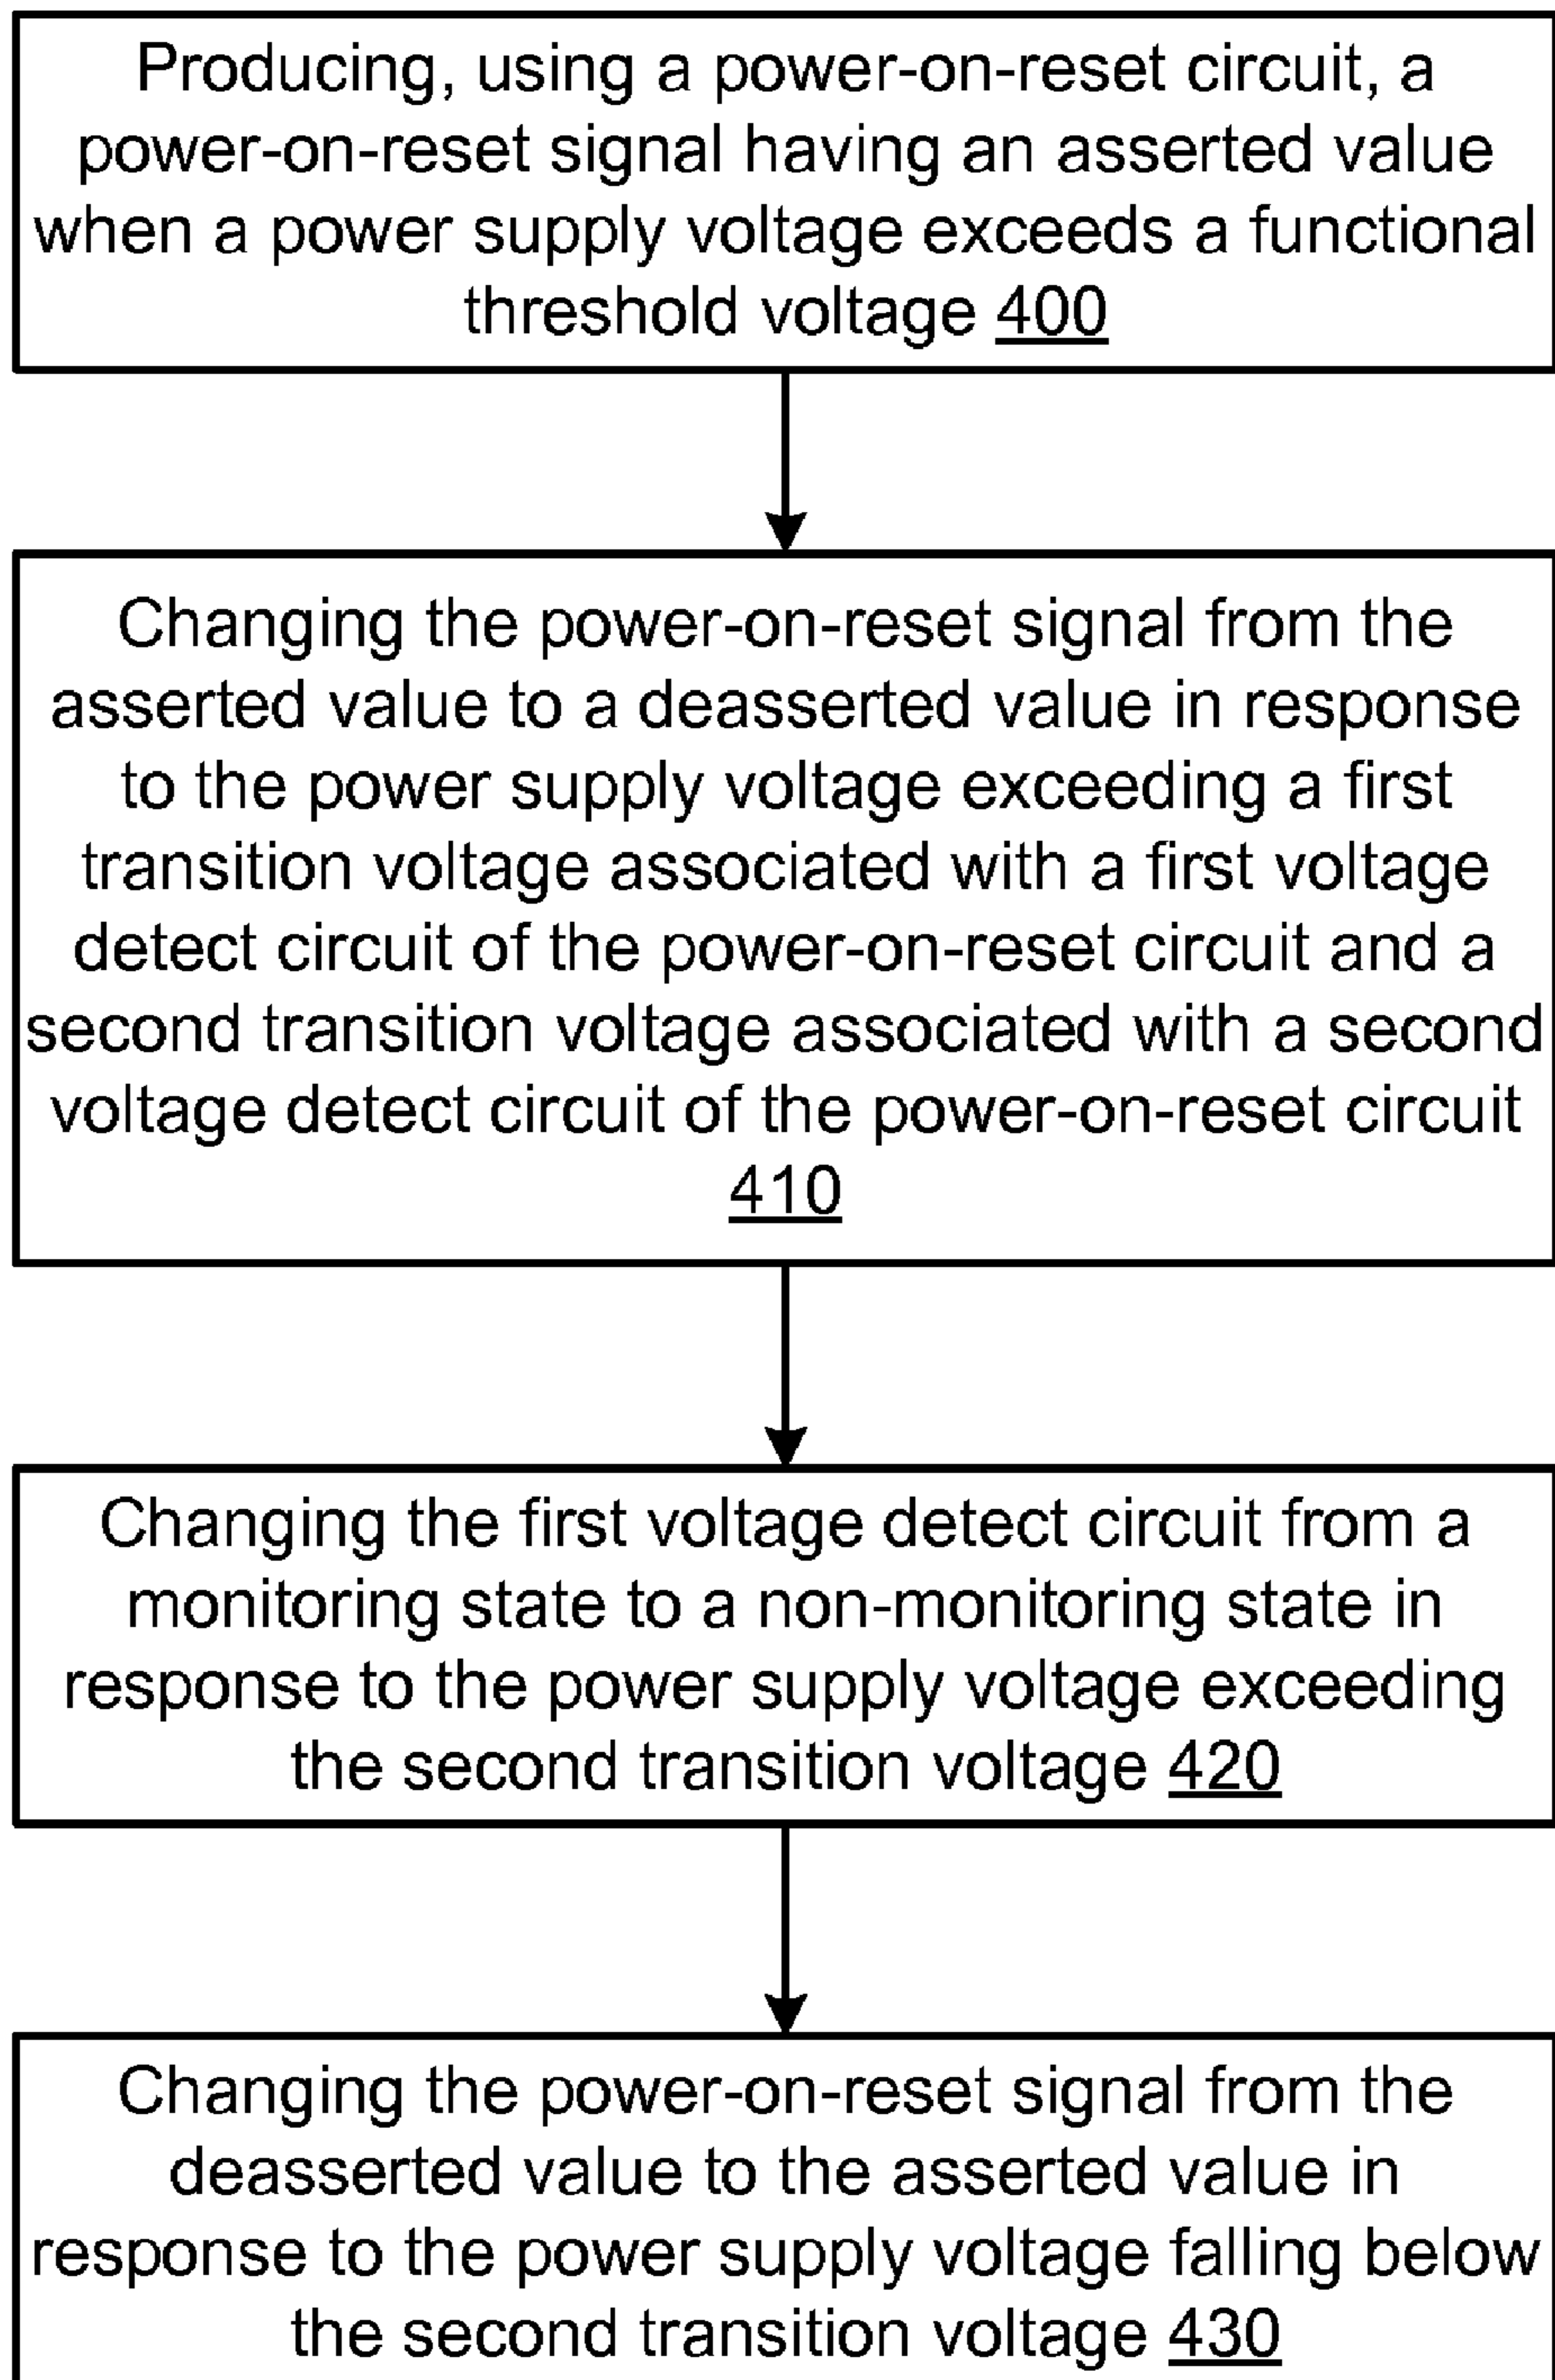 Producing, using a power-on-reset circuit, a
power-on-reset signal having an asserted value
when a power supply voltage exceeds a functional
threshold voltage 400
Changing the power-on-reset signal from the
asserted value to a deasserted value in response
to the power supply voltage exceeding a first
transition voltage associated with a first voltage
detect circuit of the power-on-reset circuit and a
second transition voltage associated with a second
voltage detect circuit of the power-on-reset circuit
410
Changing the first voltage detect circuit from a
monitoring state to a non-monitoring state in
response to the power supply voltage exceeding
the second transition voltage 420
Changing the power-on-reset signal from the
deasserted value to the asserted value in
response to the power supply voltage falling below
the second transition voltage 430